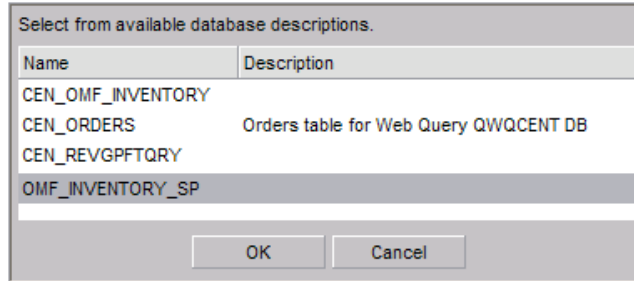 Select from available database descriptions.
Name Description
CEN_OMF_INVENTORY
CEN_ORDERS Orders table for Web Query QWQCENT DB
CEN_REVGPFTQRY
OMF_INVENTORY_SP
OK Cancel